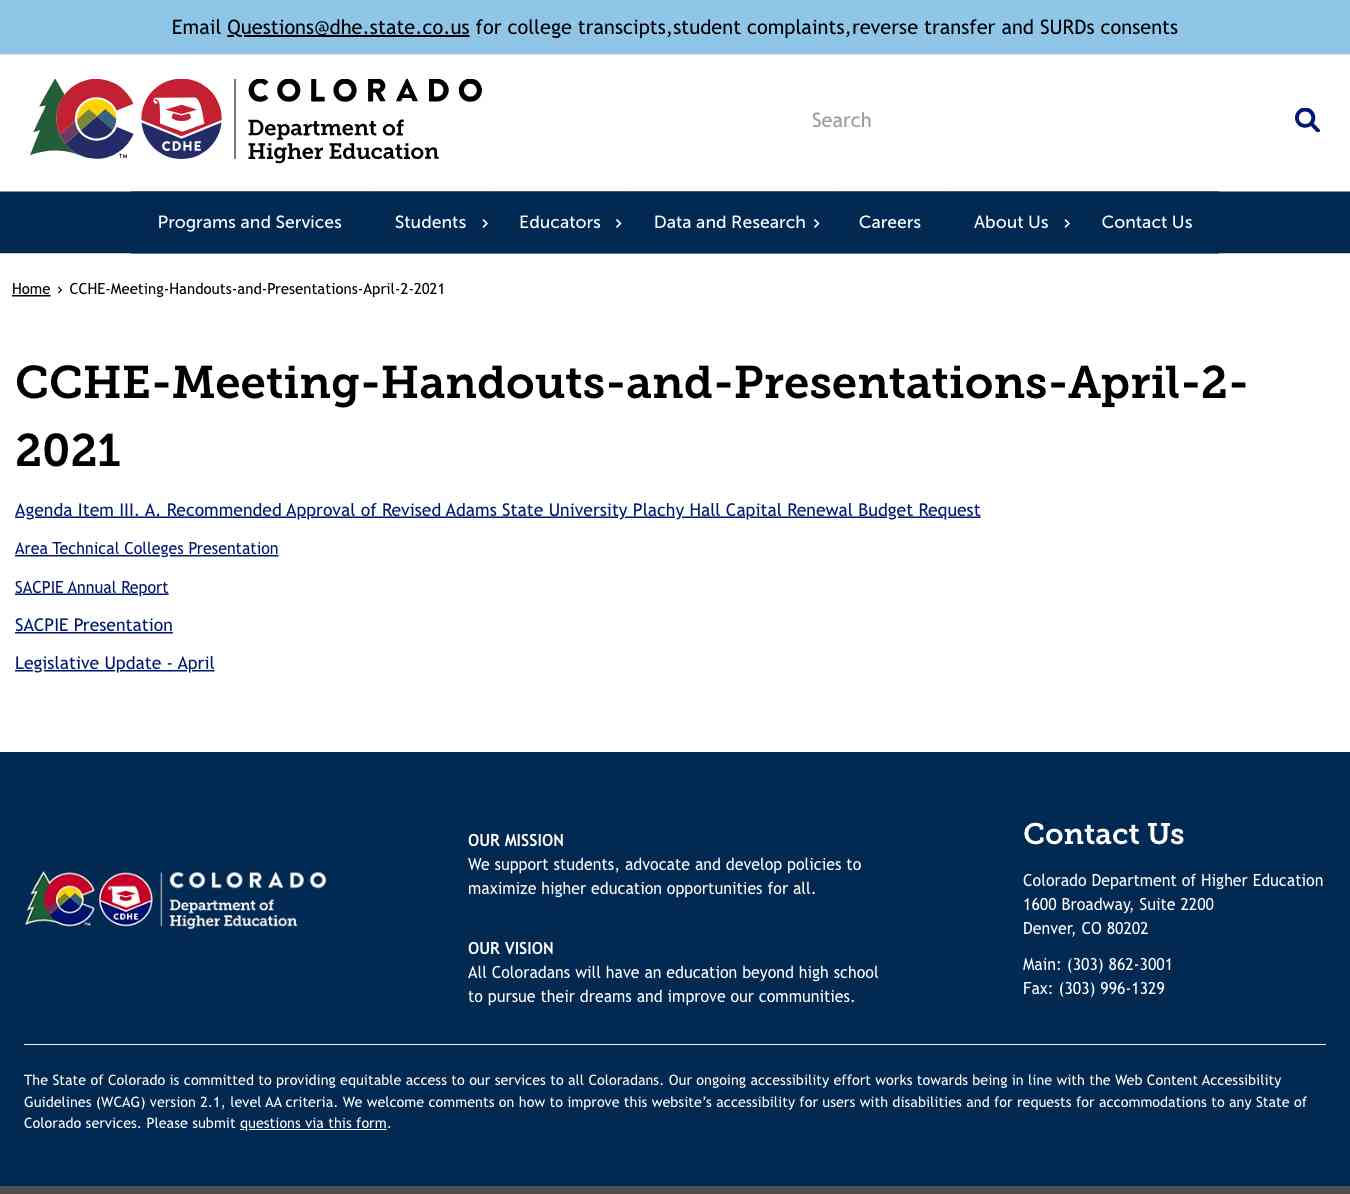 Email Questions@dhe.state.co.us for college transcipts,student complaints,reverse transfer and SURDs consents
CDHE
TM
COLORADO
Department of
Higher Education
Search
Programs and Services
Students
Educators
Data and Research
Careers
About Us
Contact Us
Home › CCHE-Meeting-Handouts-and-Presentations-April-2-2021
CCHE-Meeting-Handouts-and-Presentations-April-2-
2021
Agenda Item III. A. Recommended Approval of Revised Adams State University Plachy Hall Capital Renewal Budget Request
Area Technical Colleges Presentation
SACPIE Annual Report
SACPIE Presentation
Legislative Update - April
CDHE
COLORADO
Department of
Higher Education
OUR MISSION
We support students, advocate and develop policies to
maximize higher education opportunities for all.
OUR VISION
All Coloradans will have an education beyond high school
to pursue their dreams and improve our communities.
Contact Us
Colorado Department of Higher Education
1600 Broadway, Suite 2200
Denver, CO 80202
Main: (303) 862-3001
Fax: (303) 996-1329
The State of Colorado is committed to providing equitable access to our services to all Coloradans. Our ongoing accessibility effort works towards being in line with the Web Content Accessibility
Guidelines (WCAG) version 2.1, level AA criteria. We welcome comments on how to improve this website's accessibility for users with disabilities and for requests for accommodations to any State of
Colorado services. Please submit questions via this form.